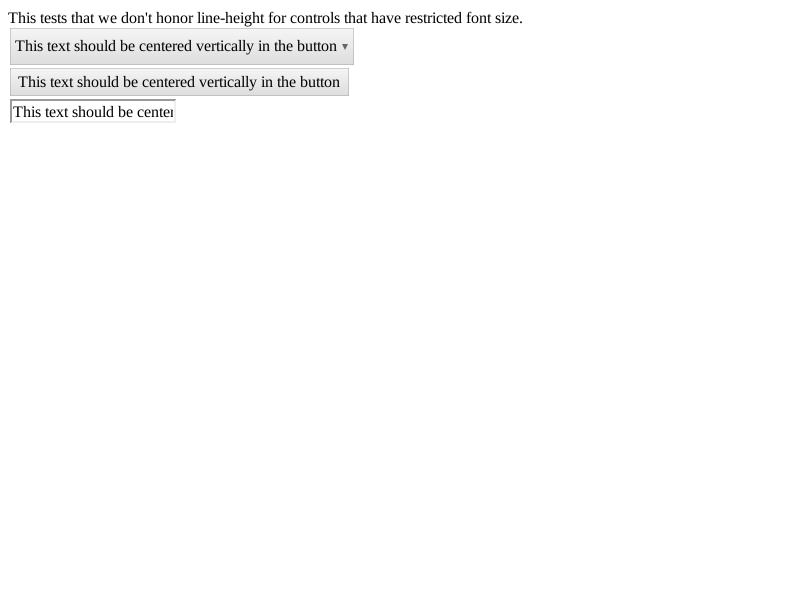 This tests that we don't honor line-height for controls that have restricted font size.
This text should be centered vertically in the button
This text should be centered vertically in the button
This text should be center